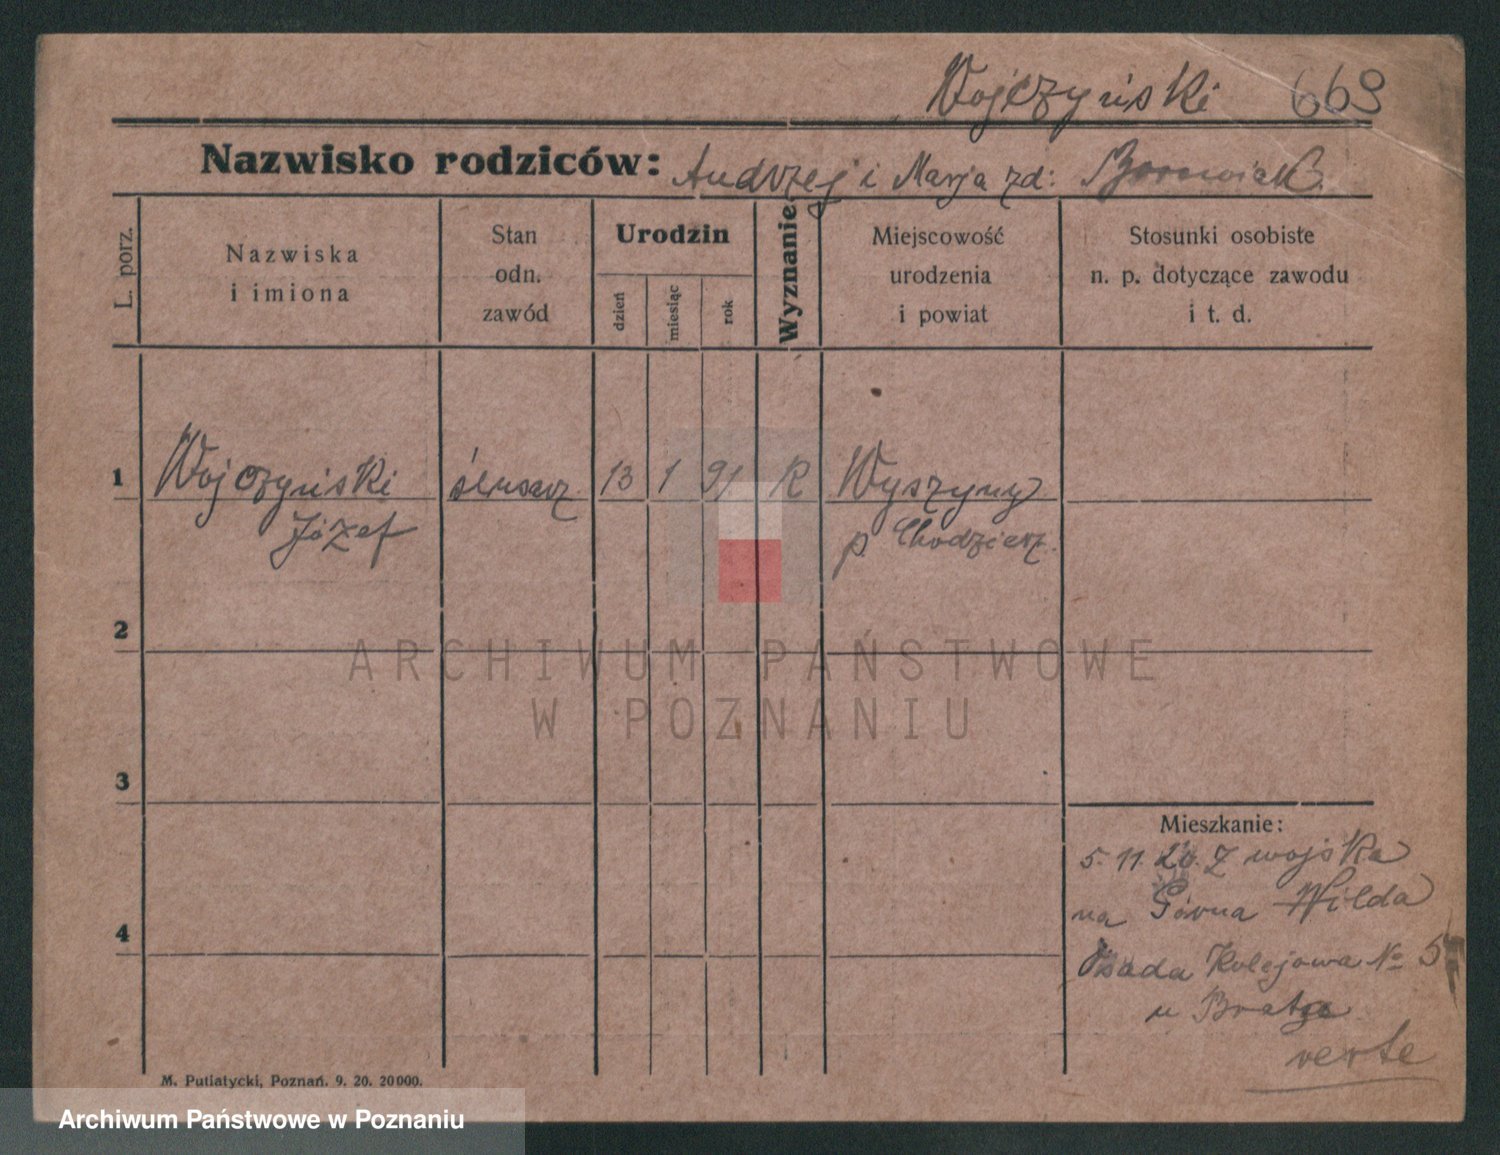 Wojczyński 669
Nazwisko rodziców: Andrzej i Marja zd: Borowiak
L. porz.
Nazwiska
i imiona
Stan
odn.
zawód
Urodzin
dzień
miesiąc
rok
Wyznanie
Miejscowość
urodzenia
i powiat
Stosunki osobiste
n. p. dotyczące zawodu
i t. d.
1 Wojczyński ślusarz 13 1 91 R Wyszyny
Józef p. Chodzież.
2
ARCHIWUM PAŃSTWOWE
W POZNANIU
3
Mieszkanie:
5. 11. 20. Z wojska
na Górna Wilda
4
Osada Kolejowa № 5
u Brata
verte
M. Putiatycki, Poznań. 9. 20. 20000.
Archiwum Państwowe w Poznaniu